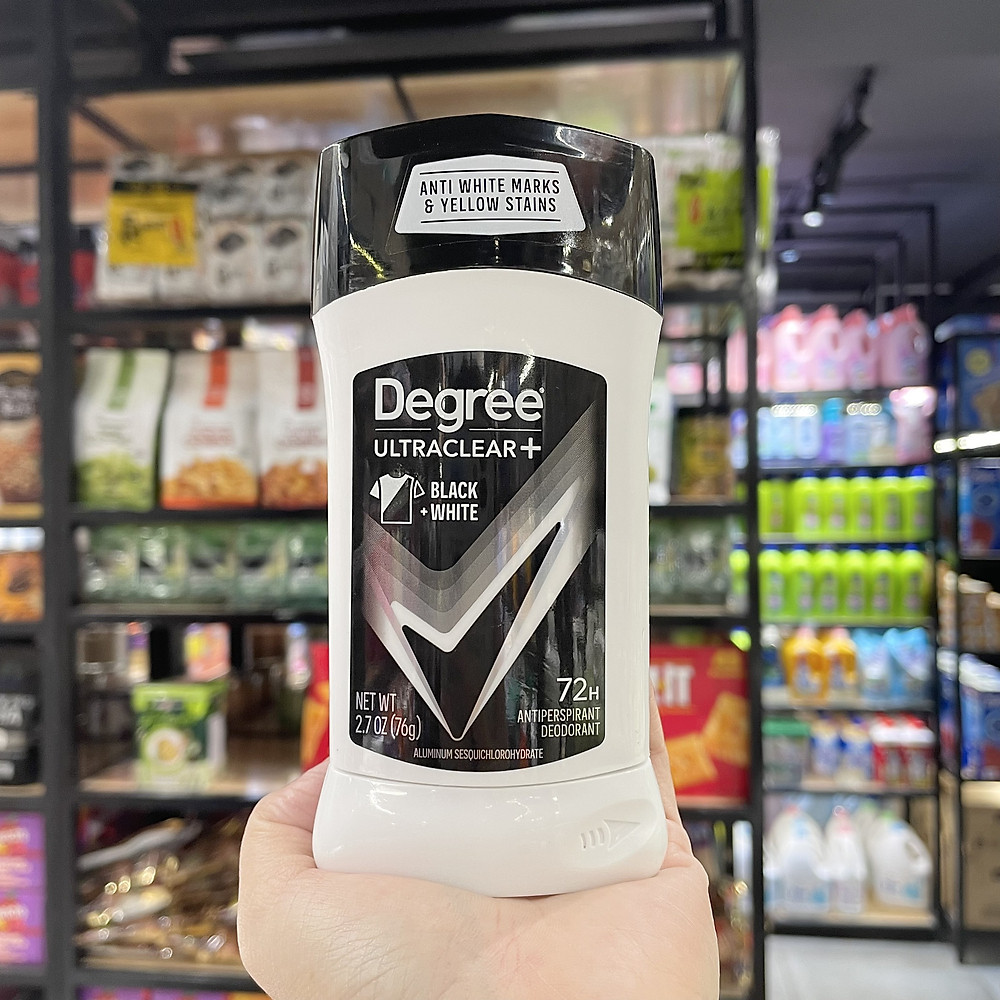 ANTI WHITE MARKS
& YELLOW STAINS
Degree
ULTRACLEAR+
BLACK
+ WHITE
NET WT
2.7 OZ (76g)
72H
ANTIPERSPIRANT
DEODORANT
ALUMINUM SESQUICHLOROHYDRATE